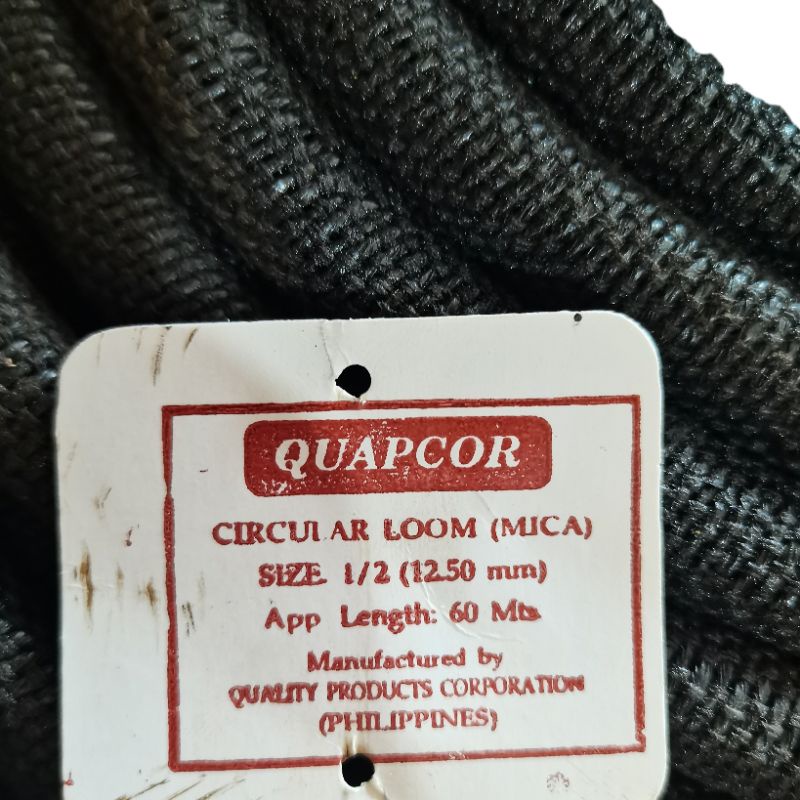 QUAPCOR
CIRCULAR LOOM (MICA)
SIZE 1/2 (12.50 mm)
App Length: 60 Mts
Manufactured by
QUALITY PRODUCTS CORPORATION
(PHILIPPINES)